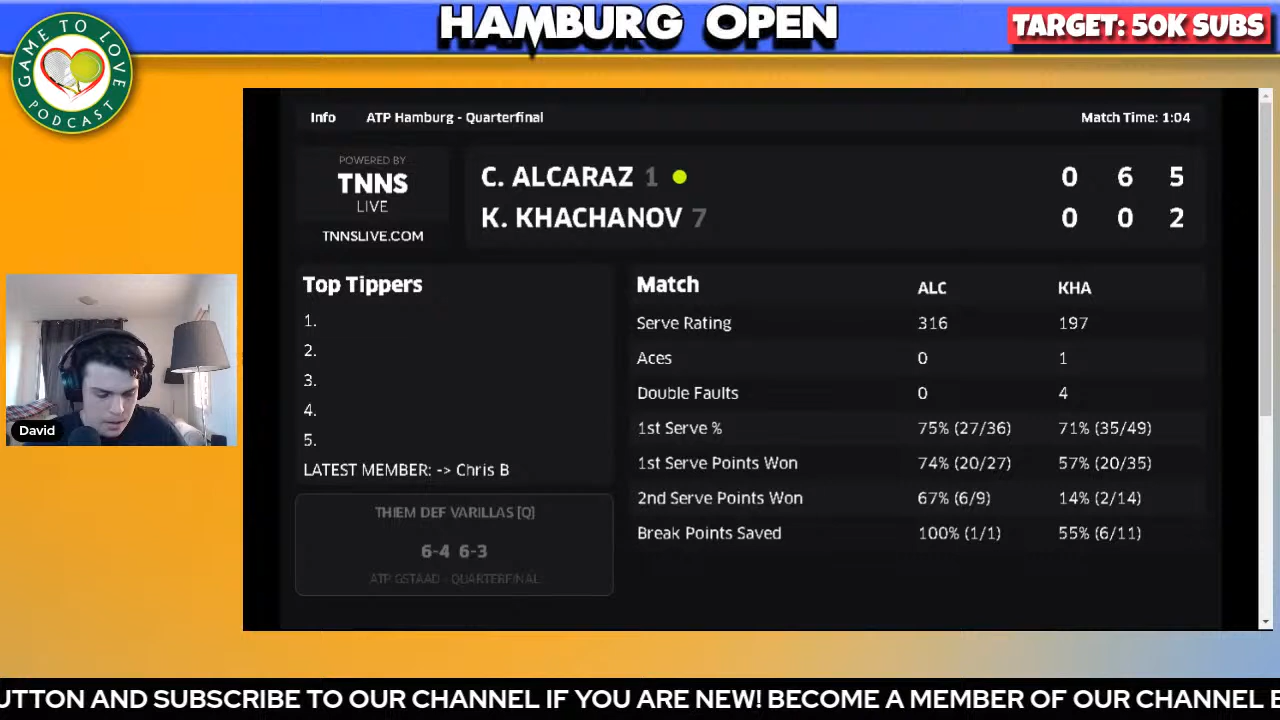 HAMBURG OPEN
TARGET: 50K SUBS
GAME TO LOVE
PODCAST
Info ATP Hamburg - Quarterfinal Match Time: 1:04
POWERED BY
TNNS
LIVE
TNNSLIVE.COM
C. ALCARAZ 1 0 6 5
K. KHACHANOV 7 0 0 2
Top Tippers
1.
2.
3.
4.
5.
LATEST MEMBER: -> Chris B
THIEM DEF VARILLAS [Q]
6-4 6-3
ATP GSTAAD - QUARTERFINAL
Match ALC KHA
Serve Rating 316 197
Aces 0 1
Double Faults 0 4
1st Serve % 75% (27/36) 71% (35/49)
1st Serve Points Won 74% (20/27) 57% (20/35)
2nd Serve Points Won 67% (6/9) 14% (2/14)
Break Points Saved 100% (1/1) 55% (6/11)
David
UTTON AND SUBSCRIBE TO OUR CHANNEL IF YOU ARE NEW! BECOME A MEMBER OF OUR CHANNEL